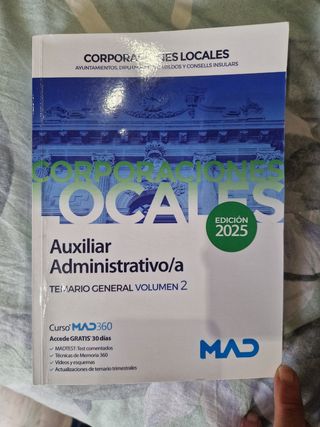 CORPORACIONES LOCALES
AYUNTAMIENTOS, DIPUTACIONES, CABILDOS Y CONSELLS INSULARS
CORPORACIONES
LOCALES
EDICIÓN
2025
Auxiliar
Administrativo/a
TEMARIO GENERAL VOLUMEN 2
Curso MAD360
Accede GRATIS 30 días
MADTEST: Test comentados
Técnicas de Memoria 360
Vídeos y esquemas
Actualizaciones de temario trimestrales
MAD